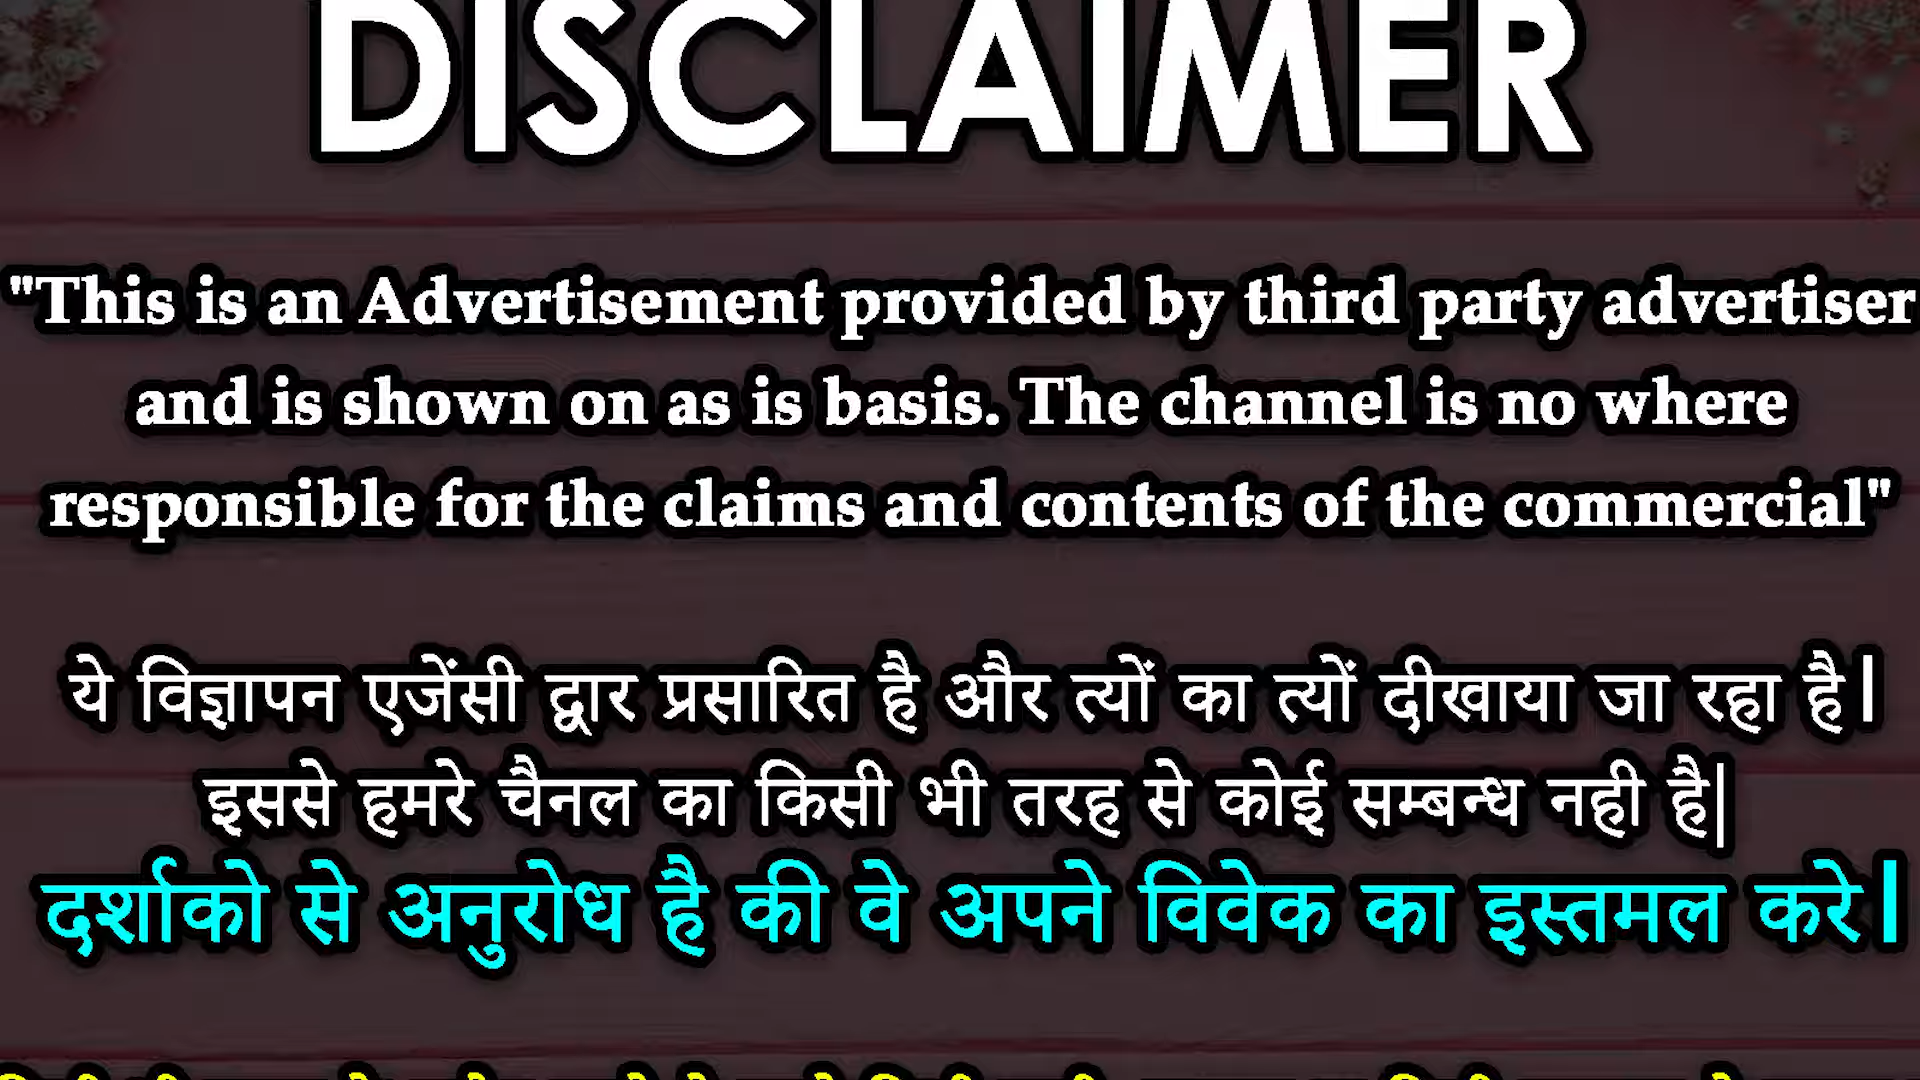 DISCLAIMER
"This is an Advertisement provided by third party advertiser
and is shown on as is basis. The channel is no where
responsible for the claims and contents of the commercial"
ये विज्ञापन एजेंसी द्वार प्रसारित है और त्यों का त्यों दीखाया जा रहा है।
इससे हमरे चैनल का किसी भी तरह से कोई सम्बन्ध नही है|
दर्शाको से अनुरोध है की वे अपने विवेक का इस्तमल करे।